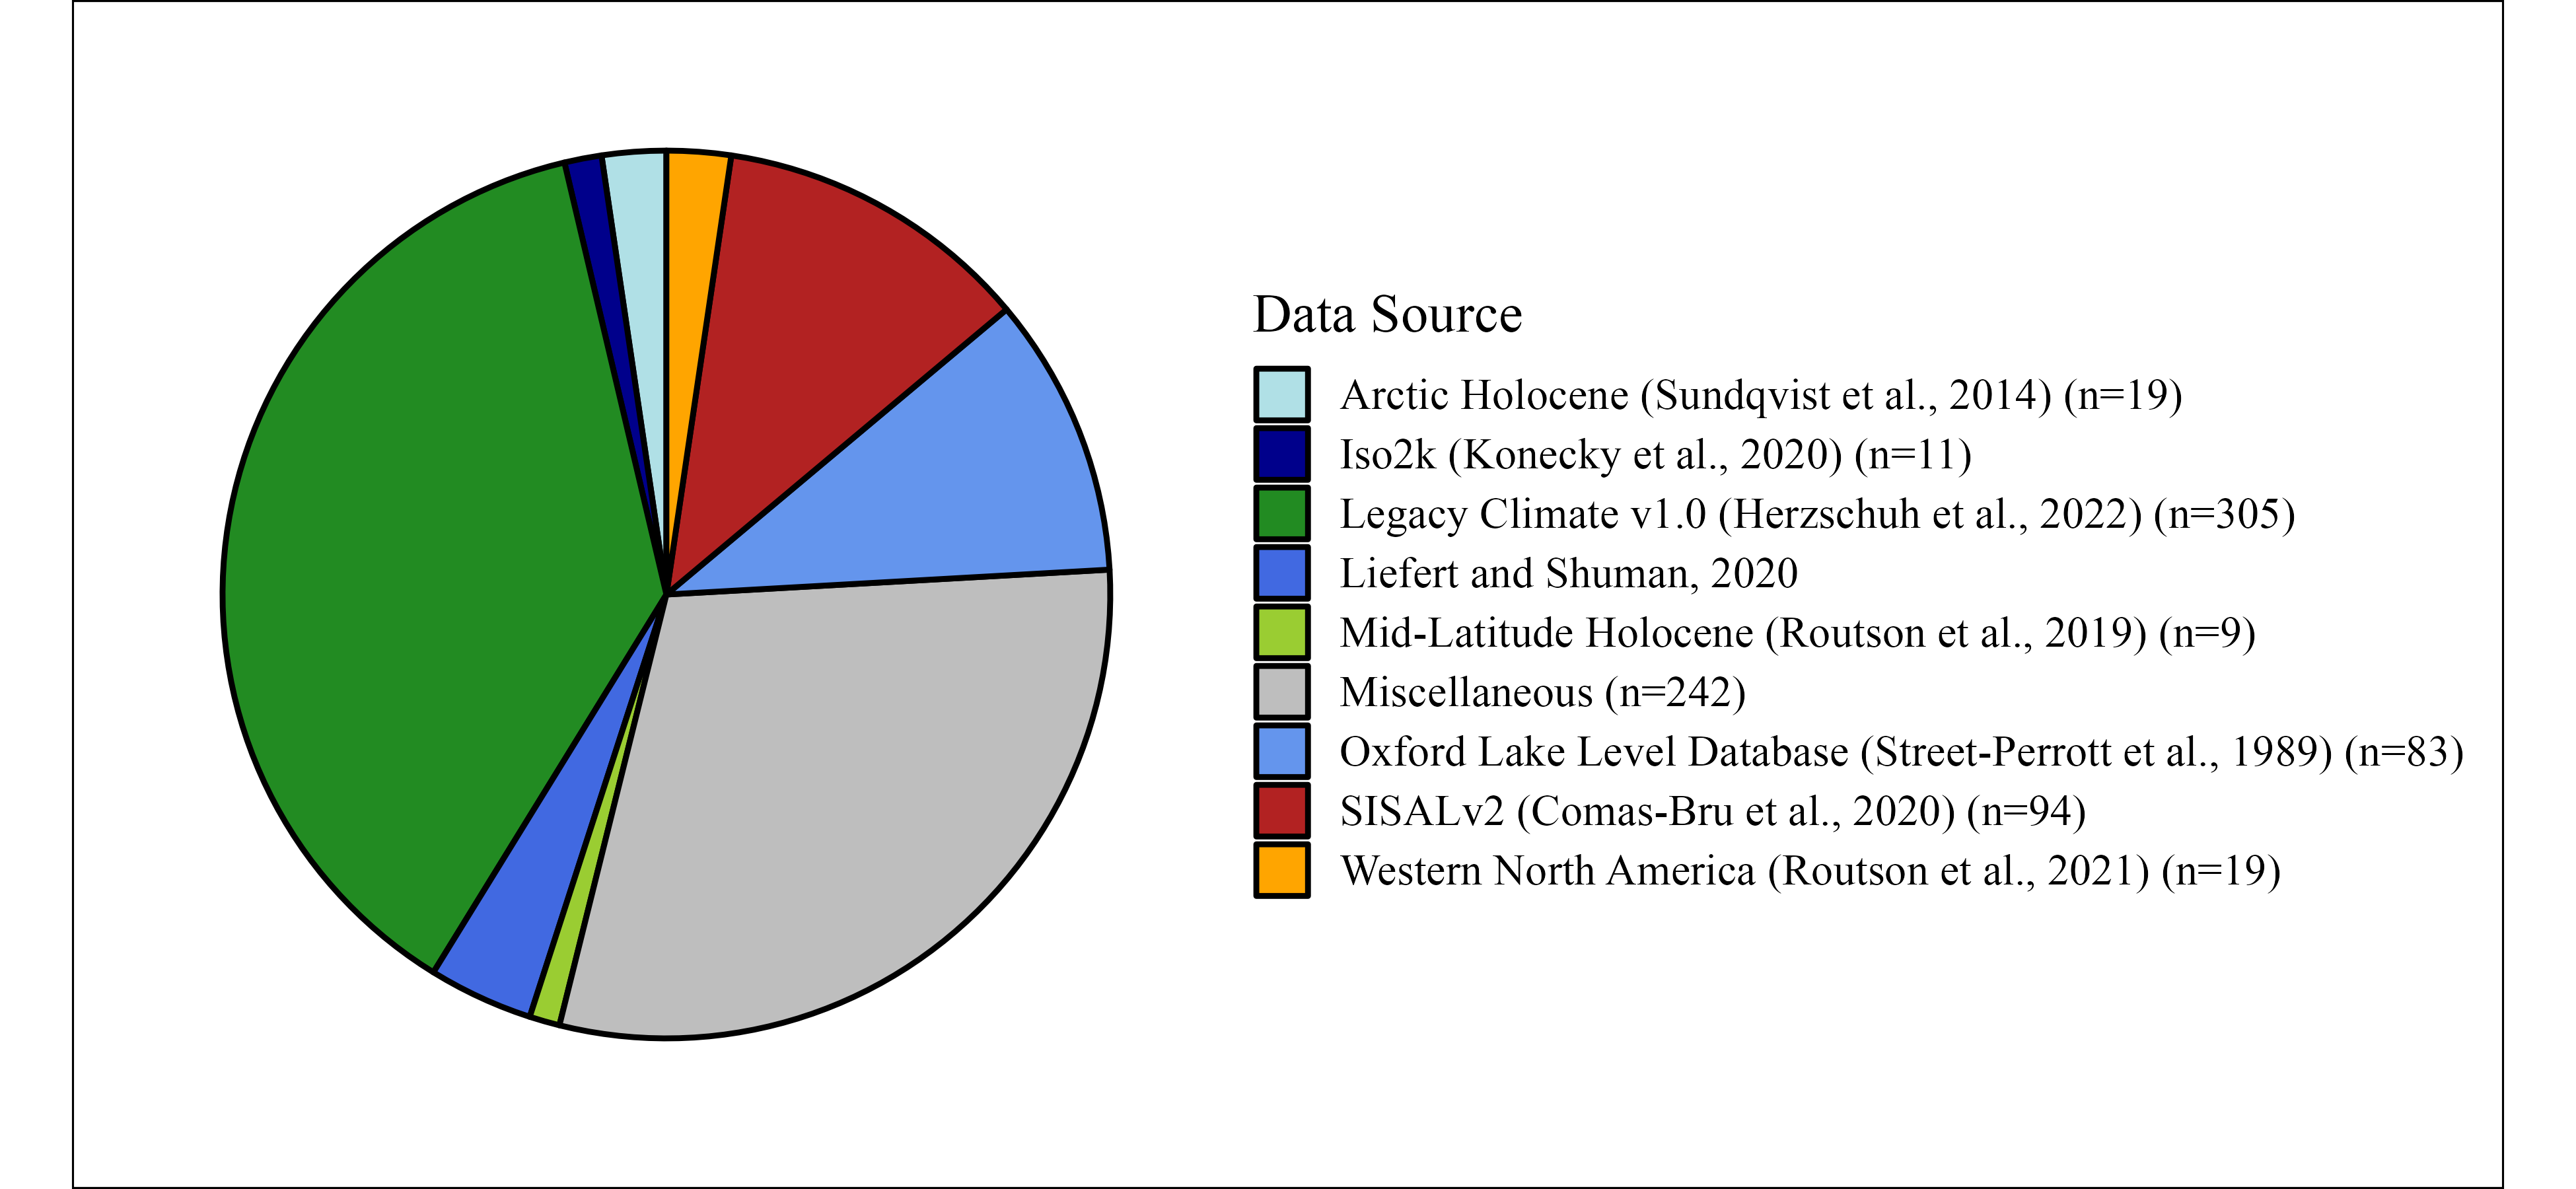 Data Source
Arctic Holocene (Sundqvist et al., 2014) (n=19)
Iso2k (Konecky et al., 2020) (n=11)
Legacy Climate v1.0 (Herzschuh et al., 2022) (n=305)
Liefert and Shuman, 2020
Mid-Latitude Holocene (Routson et al., 2019) (n=9)
Miscellaneous (n=242)
Oxford Lake Level Database (Street-Perrott et al., 1989) (n=83)
SISALv2 (Comas-Bru et al., 2020) (n=94)
Western North America (Routson et al., 2021) (n=19)